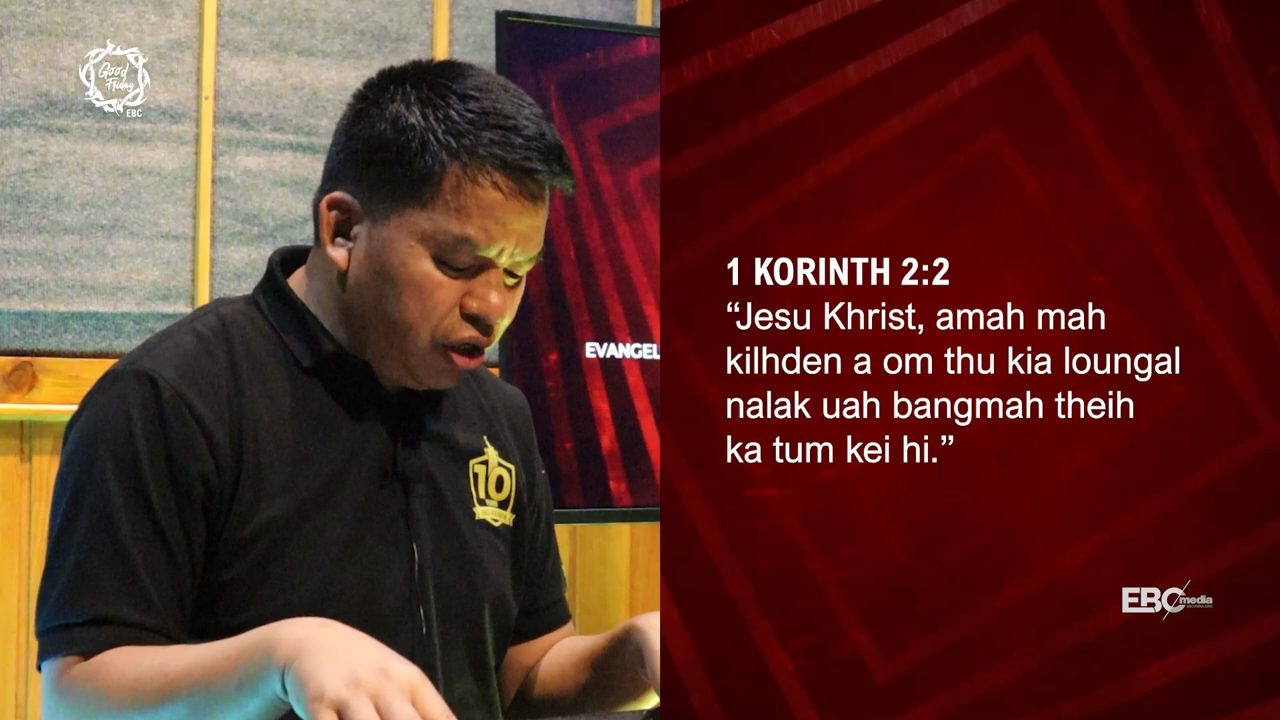 Good
Friday
EBC
EVANGEL
10
1 KORINTH 2:2
“Jesu Khrist, amah mah
kilhden a om thu kia loungal
nalak uah bangmah theih
ka tum kei hi.”
EBC media